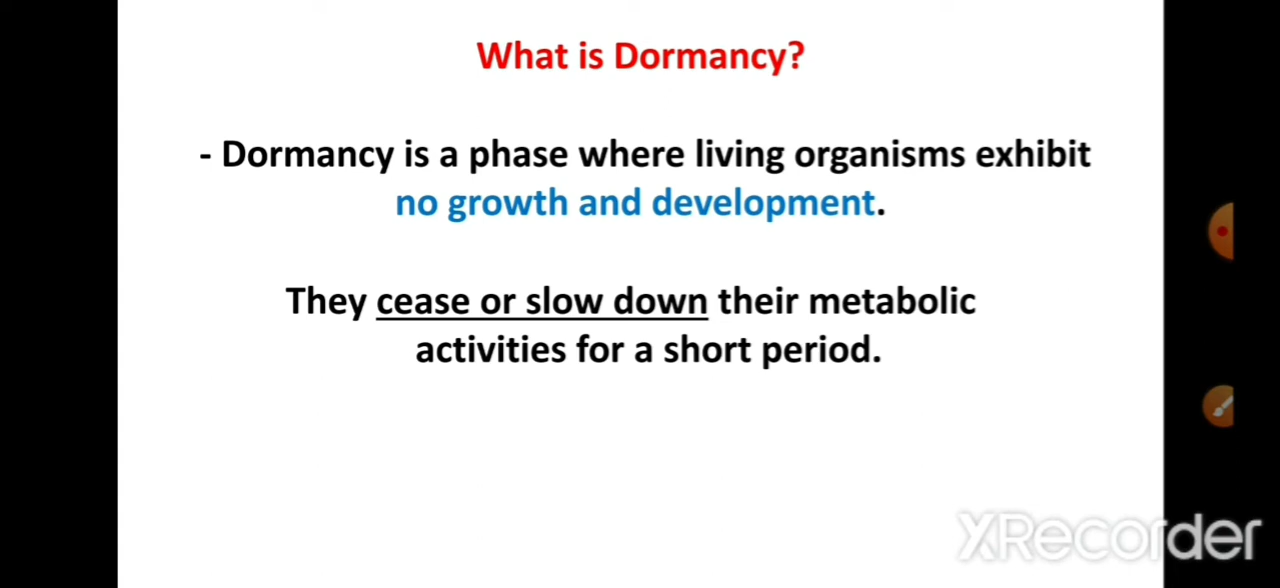 What is Dormancy?
- Dormancy is a phase where living organisms exhibit
no growth and development.
They cease or slow down their metabolic
activities for a short period.
XRecorder